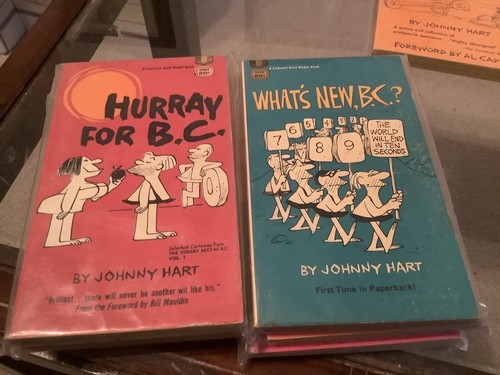 A Fawcett Gold Medal Book
HURRAY
FOR B.C.
Selected Cartoons from
THE SUNDAY BEST OF B.C.
VOL. I
BY JOHNNY HART
"Brilliant...there will never be another wit like his."
From the Foreword by Bill Mauldin
A Fawcett Gold Medal Book
WHAT'S NEW, B.C.?
7 6 5 4 3 2
8 9
THE
WORLD
WILL END
IN TEN
SECONDS
BY JOHNNY HART
First Time in Paperback!
BY JOHNNY HART
FOREWORD BY AL CA